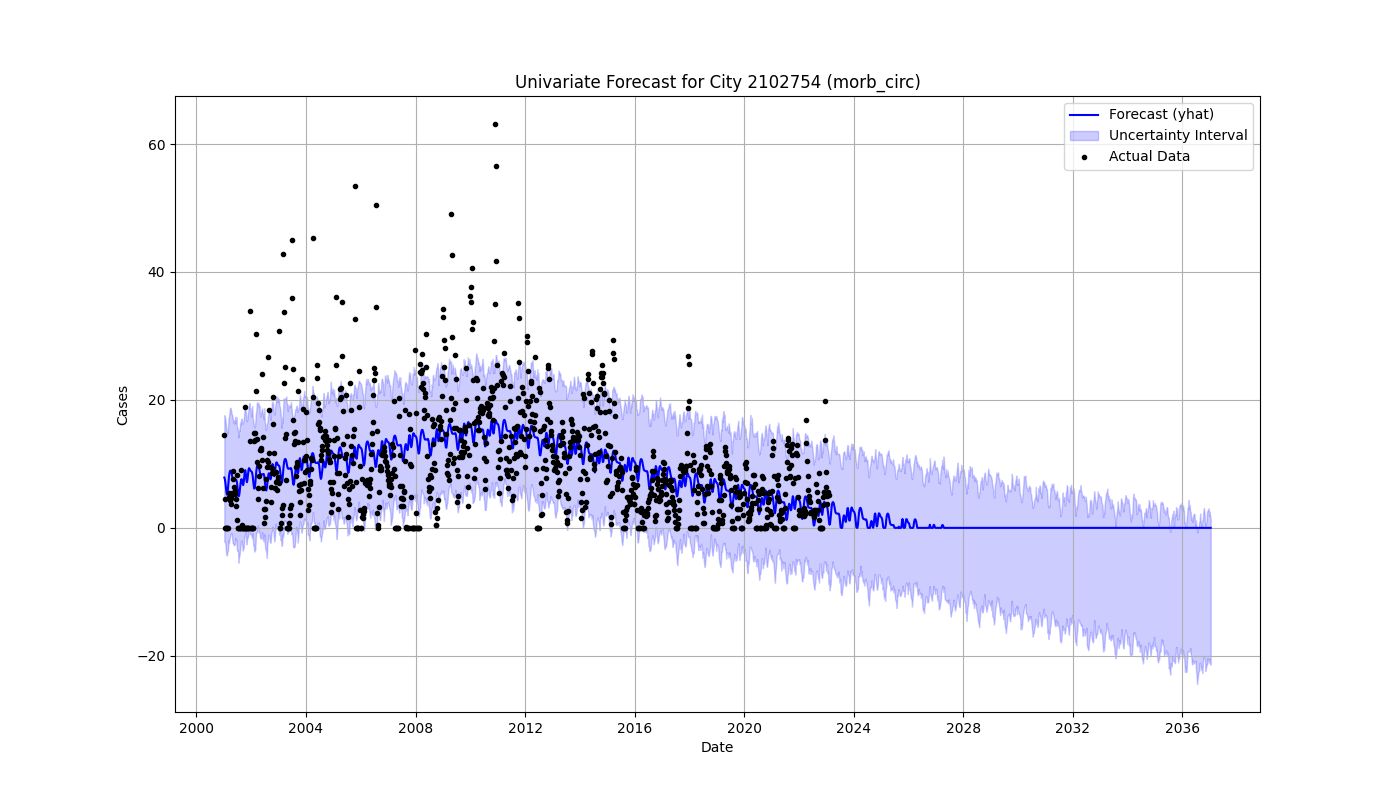 Univariate Forecast for City 2102754 (morb_circ)
Forecast (yhat)
Uncertainty Interval
Actual Data
60
40
20
0
−20
Cases
2000
2004
2008
2012
2016
2020
2024
2028
2032
2036
Date